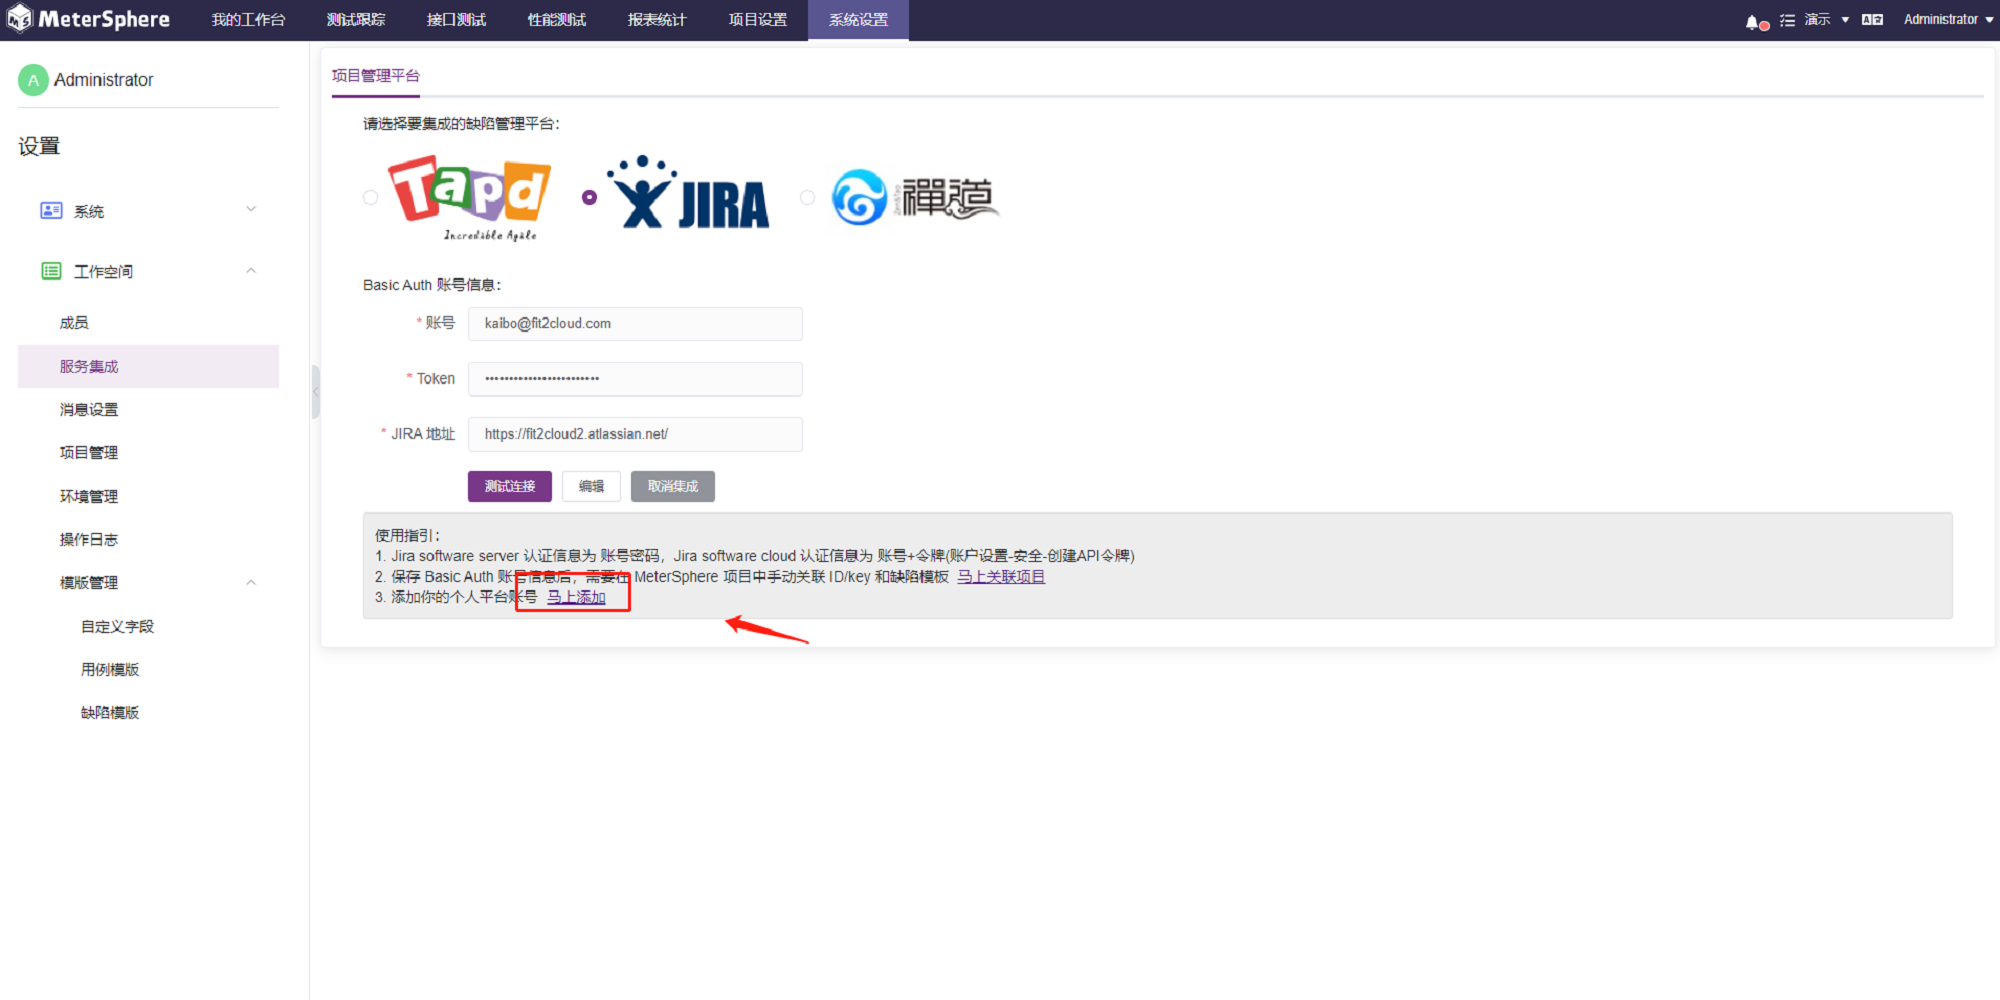 MeterSphere 我的工作台 测试跟踪 接口测试 性能测试 报表统计 项目设置 系统设置 演示 Administrator
A Administrator
设置
系统
工作空间
成员
服务集成
消息设置
项目管理
环境管理
操作日志
模版管理
自定义字段
用例模版
缺陷模版
项目管理平台
请选择要集成的缺陷管理平台：
Tapd
Incredible Agile
JIRA
禪道
Basic Auth 账号信息：
* 账号 kaibo@fit2cloud.com
* Token ••••••••••••••••••••••••
* JIRA 地址 https://fit2cloud2.atlassian.net/
测试连接 编辑 取消集成
使用指引：
1. Jira software server 认证信息为 账号密码，Jira software cloud 认证信息为 账号+令牌(账户设置-安全-创建API令牌)
2. 保存 Basic Auth 账号信息后，需要在 MeterSphere 项目中手动关联 ID/key 和缺陷模板 马上关联项目
3. 添加你的个人平台账号 马上添加